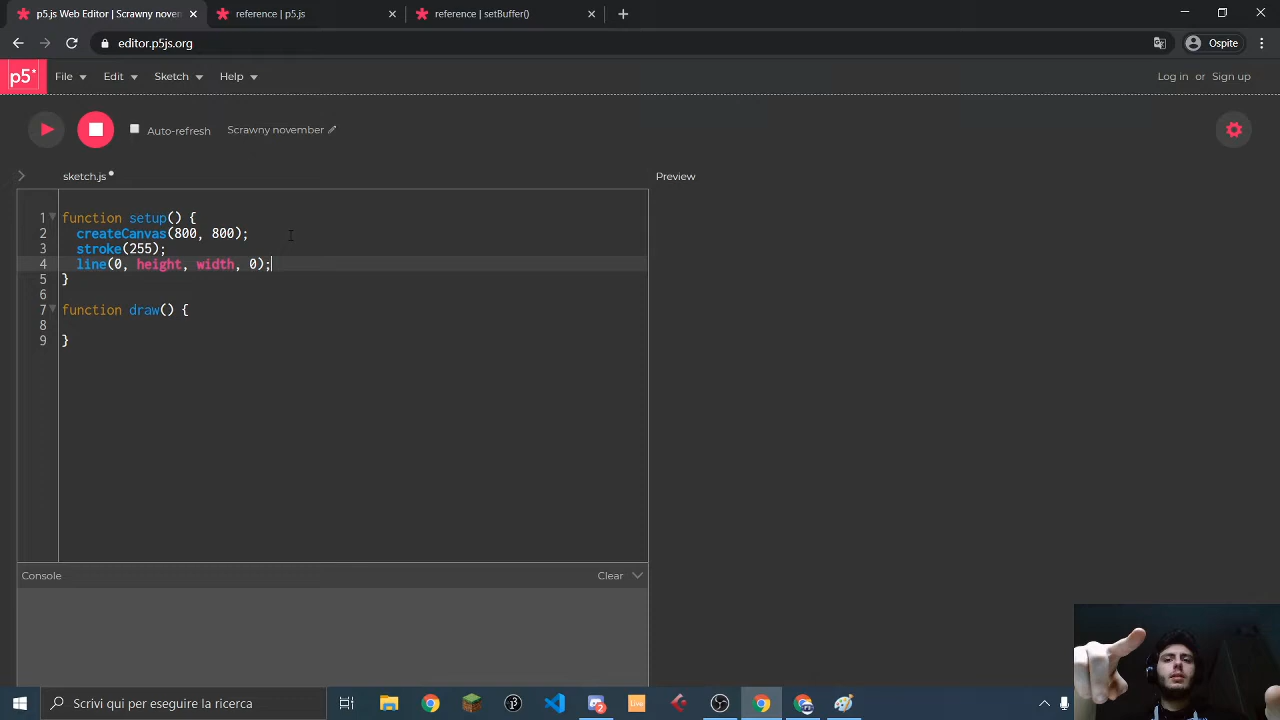 p5.js Web Editor | Scrawny noven
reference | p5.js
reference | setBuffer()
editor.p5js.org
Ospite
p5* File Edit Sketch Help
Log in or Sign up
Auto-refresh Scrawny november
sketch.js
Preview
1 function setup() {
2 createCanvas(800, 800);
3 stroke(255);
4 line(0, height, width, 0);
5 }
6
7 function draw() {
8
9 }
Console
Clear
Scrivi qui per eseguire la ricerca
Live